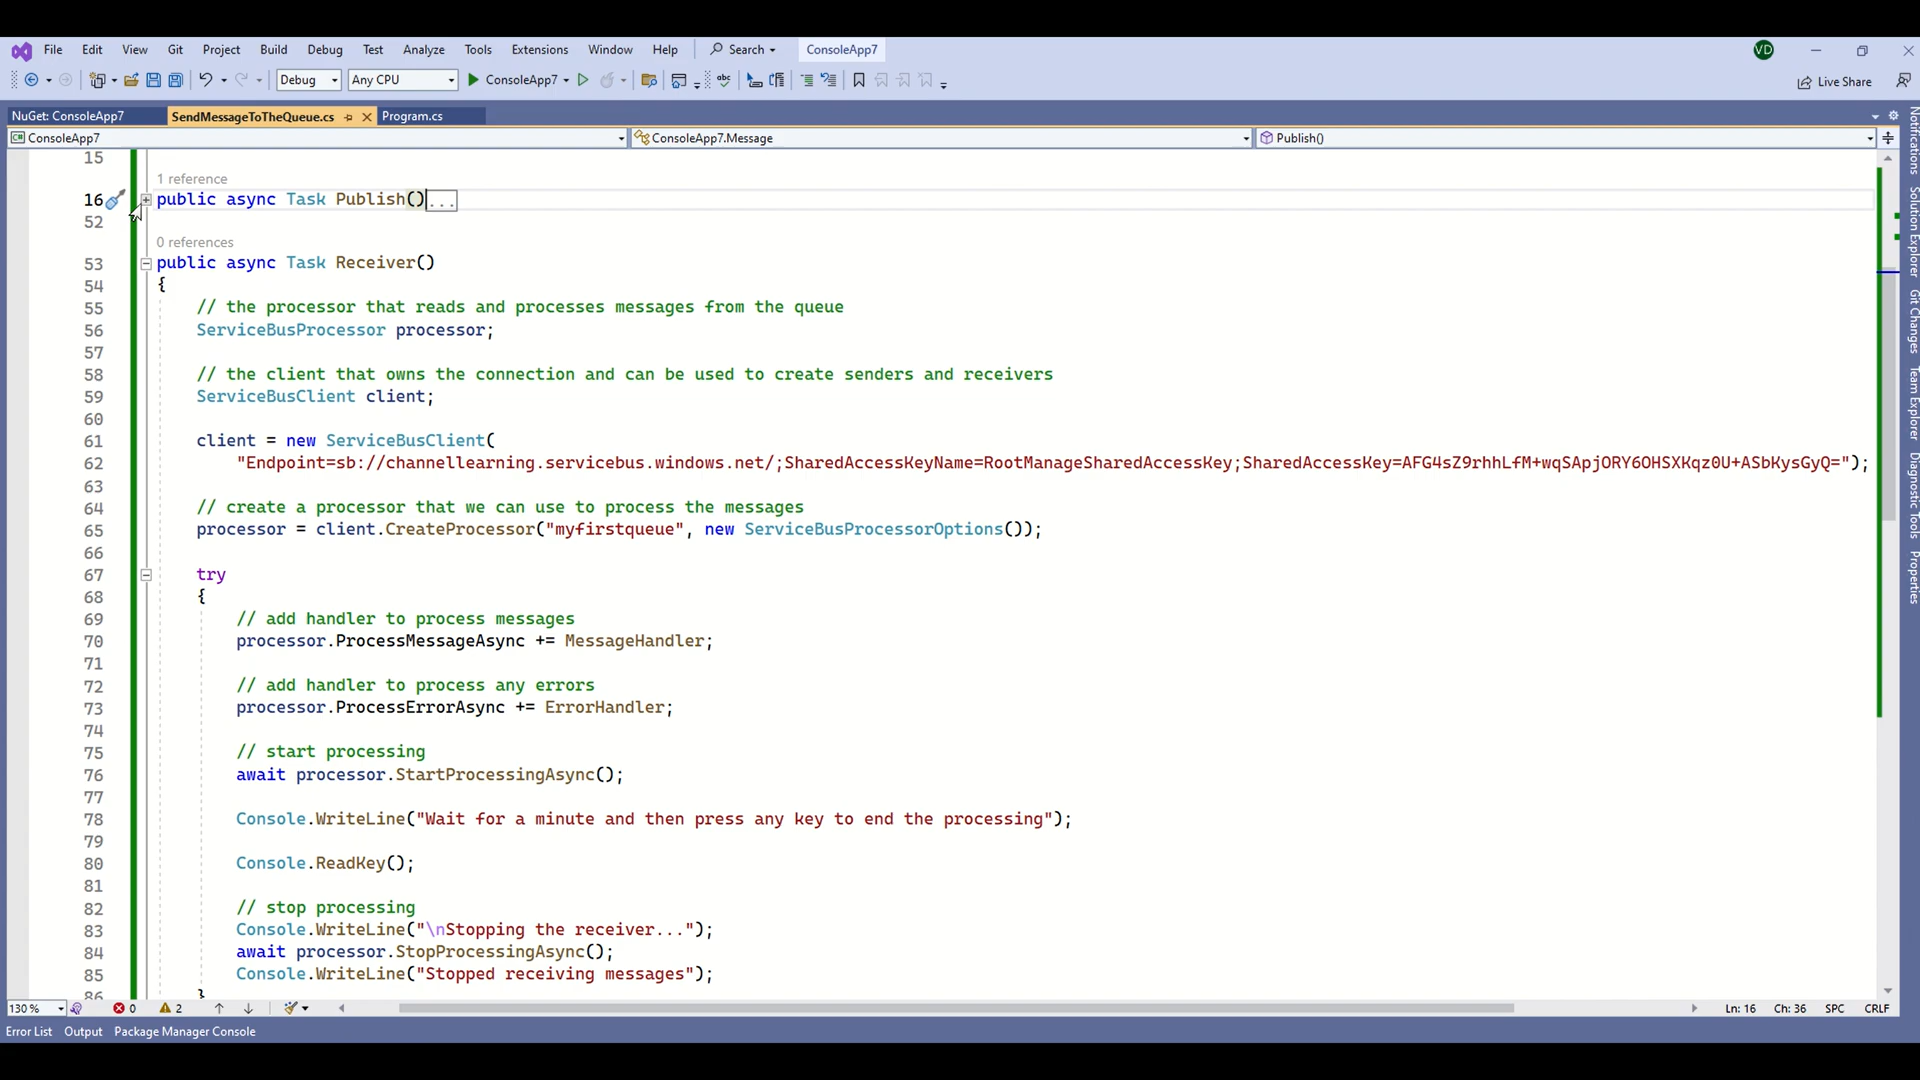 File Edit View Git Project Build Debug Test Analyze Tools Extensions Window Help Search ConsoleApp7 VD
Debug Any CPU ConsoleApp7 Live Share
NuGet: ConsoleApp7 SendMessageToTheQueue.cs Program.cs
ConsoleApp7 ConsoleApp7.Message Publish()
15
1 reference
16 public async Task Publish()...
52
0 references
53 public async Task Receiver()
54 {
55 // the processor that reads and processes messages from the queue
56 ServiceBusProcessor processor;
57
58 // the client that owns the connection and can be used to create senders and receivers
59 ServiceBusClient client;
60
61 client = new ServiceBusClient(
62 "Endpoint=sb://channellearning.servicebus.windows.net/;SharedAccessKeyName=RootManageSharedAccessKey;SharedAccessKey=AFG4sZ9rhhLfM+wqSApjORY6OHSXKqz0U+ASbKysGyQ=");
63
64 // create a processor that we can use to process the messages
65 processor = client.CreateProcessor("myfirstqueue", new ServiceBusProcessorOptions());
66
67 try
68 {
69 // add handler to process messages
70 processor.ProcessMessageAsync += MessageHandler;
71
72 // add handler to process any errors
73 processor.ProcessErrorAsync += ErrorHandler;
74
75 // start processing
76 await processor.StartProcessingAsync();
77
78 Console.WriteLine("Wait for a minute and then press any key to end the processing");
79
80 Console.ReadKey();
81
82 // stop processing
83 Console.WriteLine("\nStopping the receiver...");
84 await processor.StopProcessingAsync();
85 Console.WriteLine("Stopped receiving messages");
86 }
130 % 0 2 Ln: 16 Ch: 36 SPC CRLF
Error List Output Package Manager Console
Notifications
Solution Explorer
Git Changes
Team Explorer
Diagnostic Tools
Properties